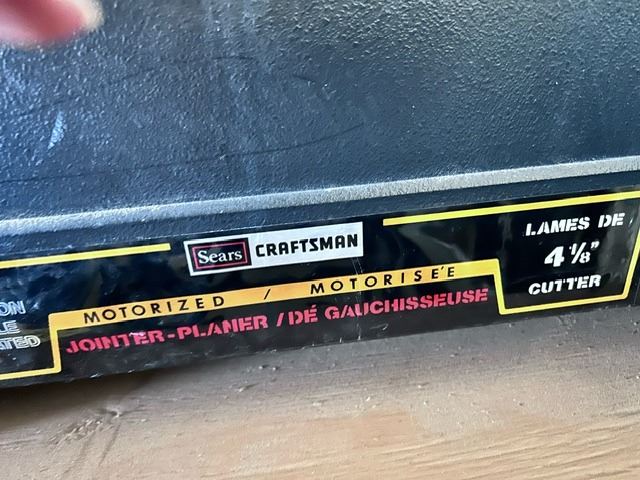 Sears CRAFTSMAN
MOTORIZED / MOTORISE'E
JOINTER-PLANER / DÉ GAUCHISSEUSE
LAMES DE
4 1/8"
CUTTER